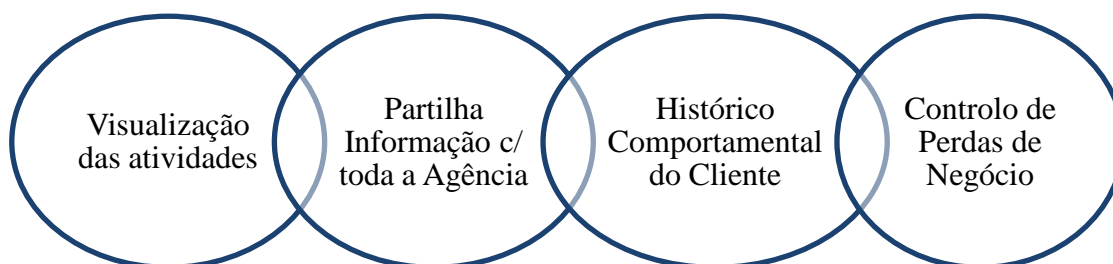 Visualização
das atividades
Partilha
Informação c/
toda a Agência
Histórico
Comportamental
do Cliente
Controlo de
Perdas de
Negócio